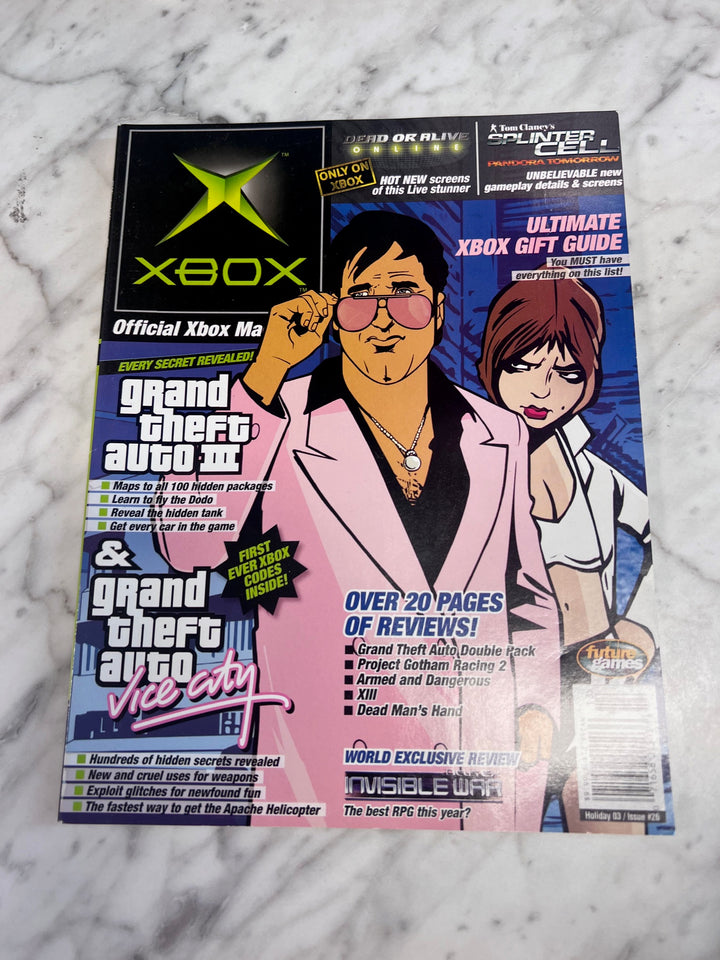 DEAD OR ALIVE
ONLINE
ONLY ON
XBOX
HOT NEW screens
of this Live stunner
Tom Clancy's
SPLINTER
CELL
PANDORA TOMORROW
UNBELIEVABLE new
gameplay details & screens
XBOX
TM
TM
Official Xbox Ma
ULTIMATE
XBOX GIFT GUIDE
You MUST have
everything on this list!
EVERY SECRET REVEALED!
grand
theft
auto III
Maps to all 100 hidden packages
Learn to fly the Dodo
Reveal the hidden tank
Get every car in the game
&
FIRST
EVER XBOX
CODES
INSIDE!
grand
theft
auto
Vice City
Hundreds of hidden secrets revealed
New and cruel uses for weapons
Exploit glitches for newfound fun
The fastest way to get the Apache Helicopter
OVER 20 PAGES
OF REVIEWS!
Grand Theft Auto Double Pack
Project Gotham Racing 2
Armed and Dangerous
XIII
Dead Man's Hand
WORLD EXCLUSIVE REVIEW
INVISIBLE WAR
The best RPG this year?
future
games
Holiday 03 / Issue #26